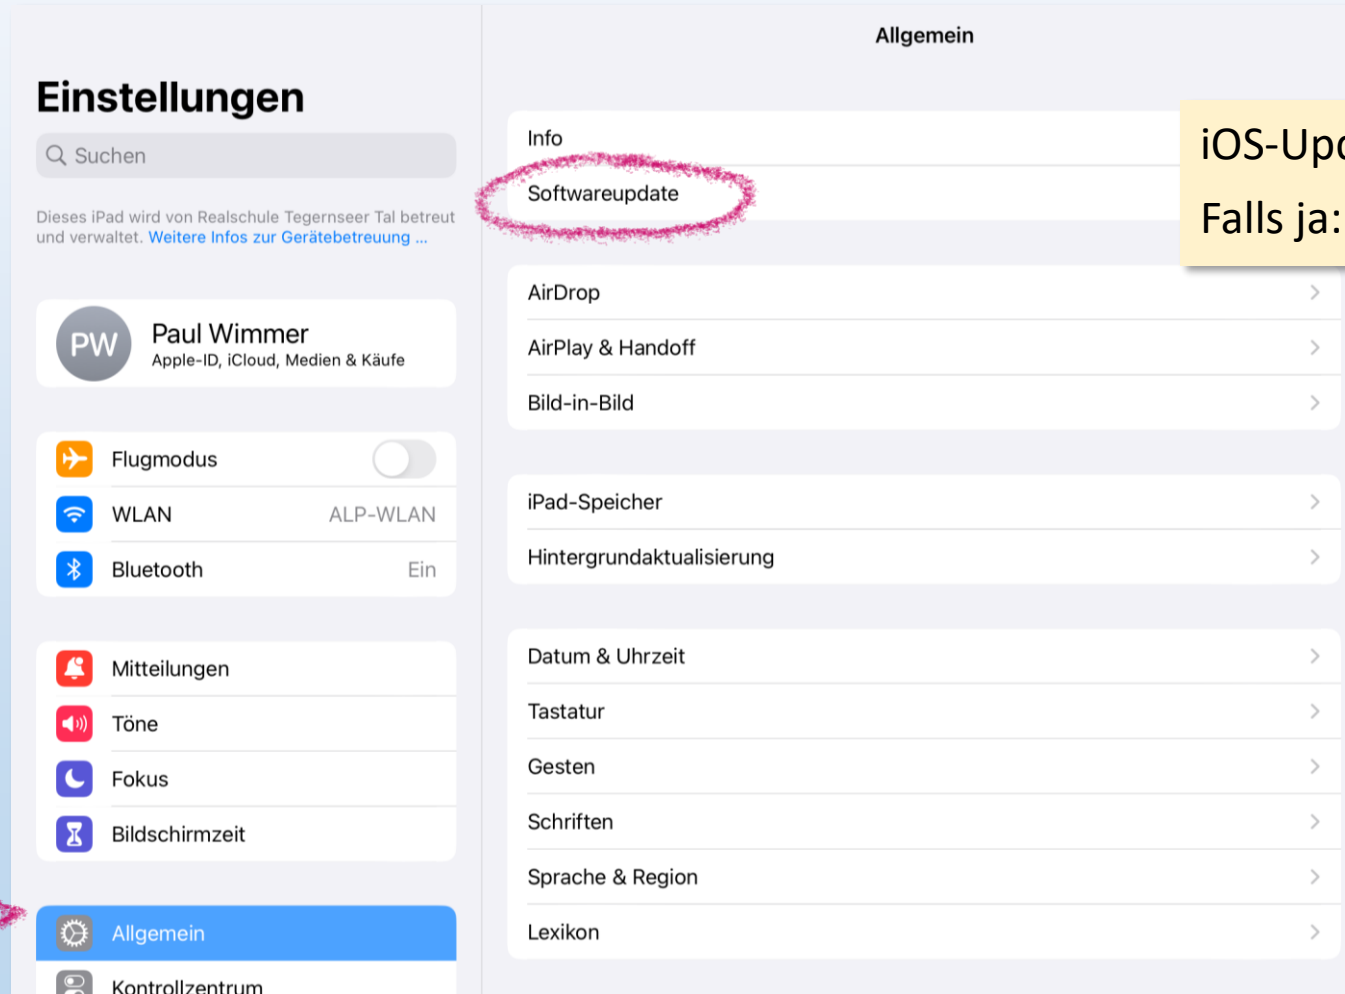 Allgemein
Einstellungen
Suchen
Dieses iPad wird von Realschule Tegernseer Tal betreut
und verwaltet. Weitere Infos zur Gerätebetreuung ...
PW
Paul Wimmer
Apple-ID, iCloud, Medien & Käufe
Flugmodus
WLAN ALP-WLAN
Bluetooth Ein
Mitteilungen
Töne
Fokus
Bildschirmzeit
Allgemein
Kontrollzentrum
Info
Softwareupdate
AirDrop
AirPlay & Handoff
Bild-in-Bild
iPad-Speicher
Hintergrundaktualisierung
Datum & Uhrzeit
Tastatur
Gesten
Schriften
Sprache & Region
Lexikon
iOS-Upd
Falls ja: